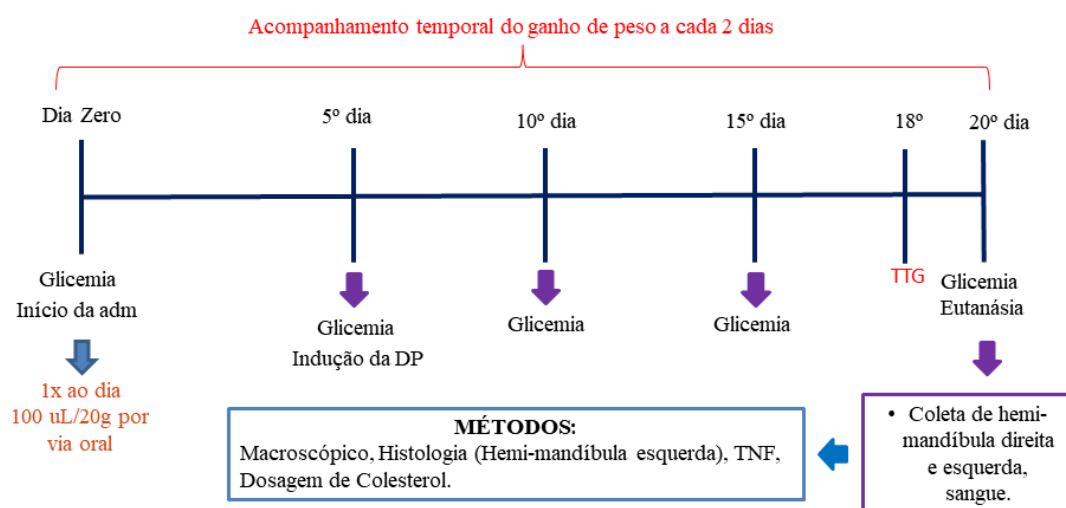 Acompanhamento temporal do ganho de peso a cada 2 dias
Dia Zero
5º dia
10º dia
15º dia
18º
20º dia
Glicemia
Início da adm
1x ao dia
100 uL/20g por
via oral
Glicemia
Indução da DP
Glicemia
Glicemia
TTG
Glicemia
Eutanásia
• Coleta de hemi-
mandíbula direita
e esquerda,
sangue.
MÉTODOS:
Macroscópico, Histologia (Hemi-mandíbula esquerda), TNF,
Dosagem de Colesterol.